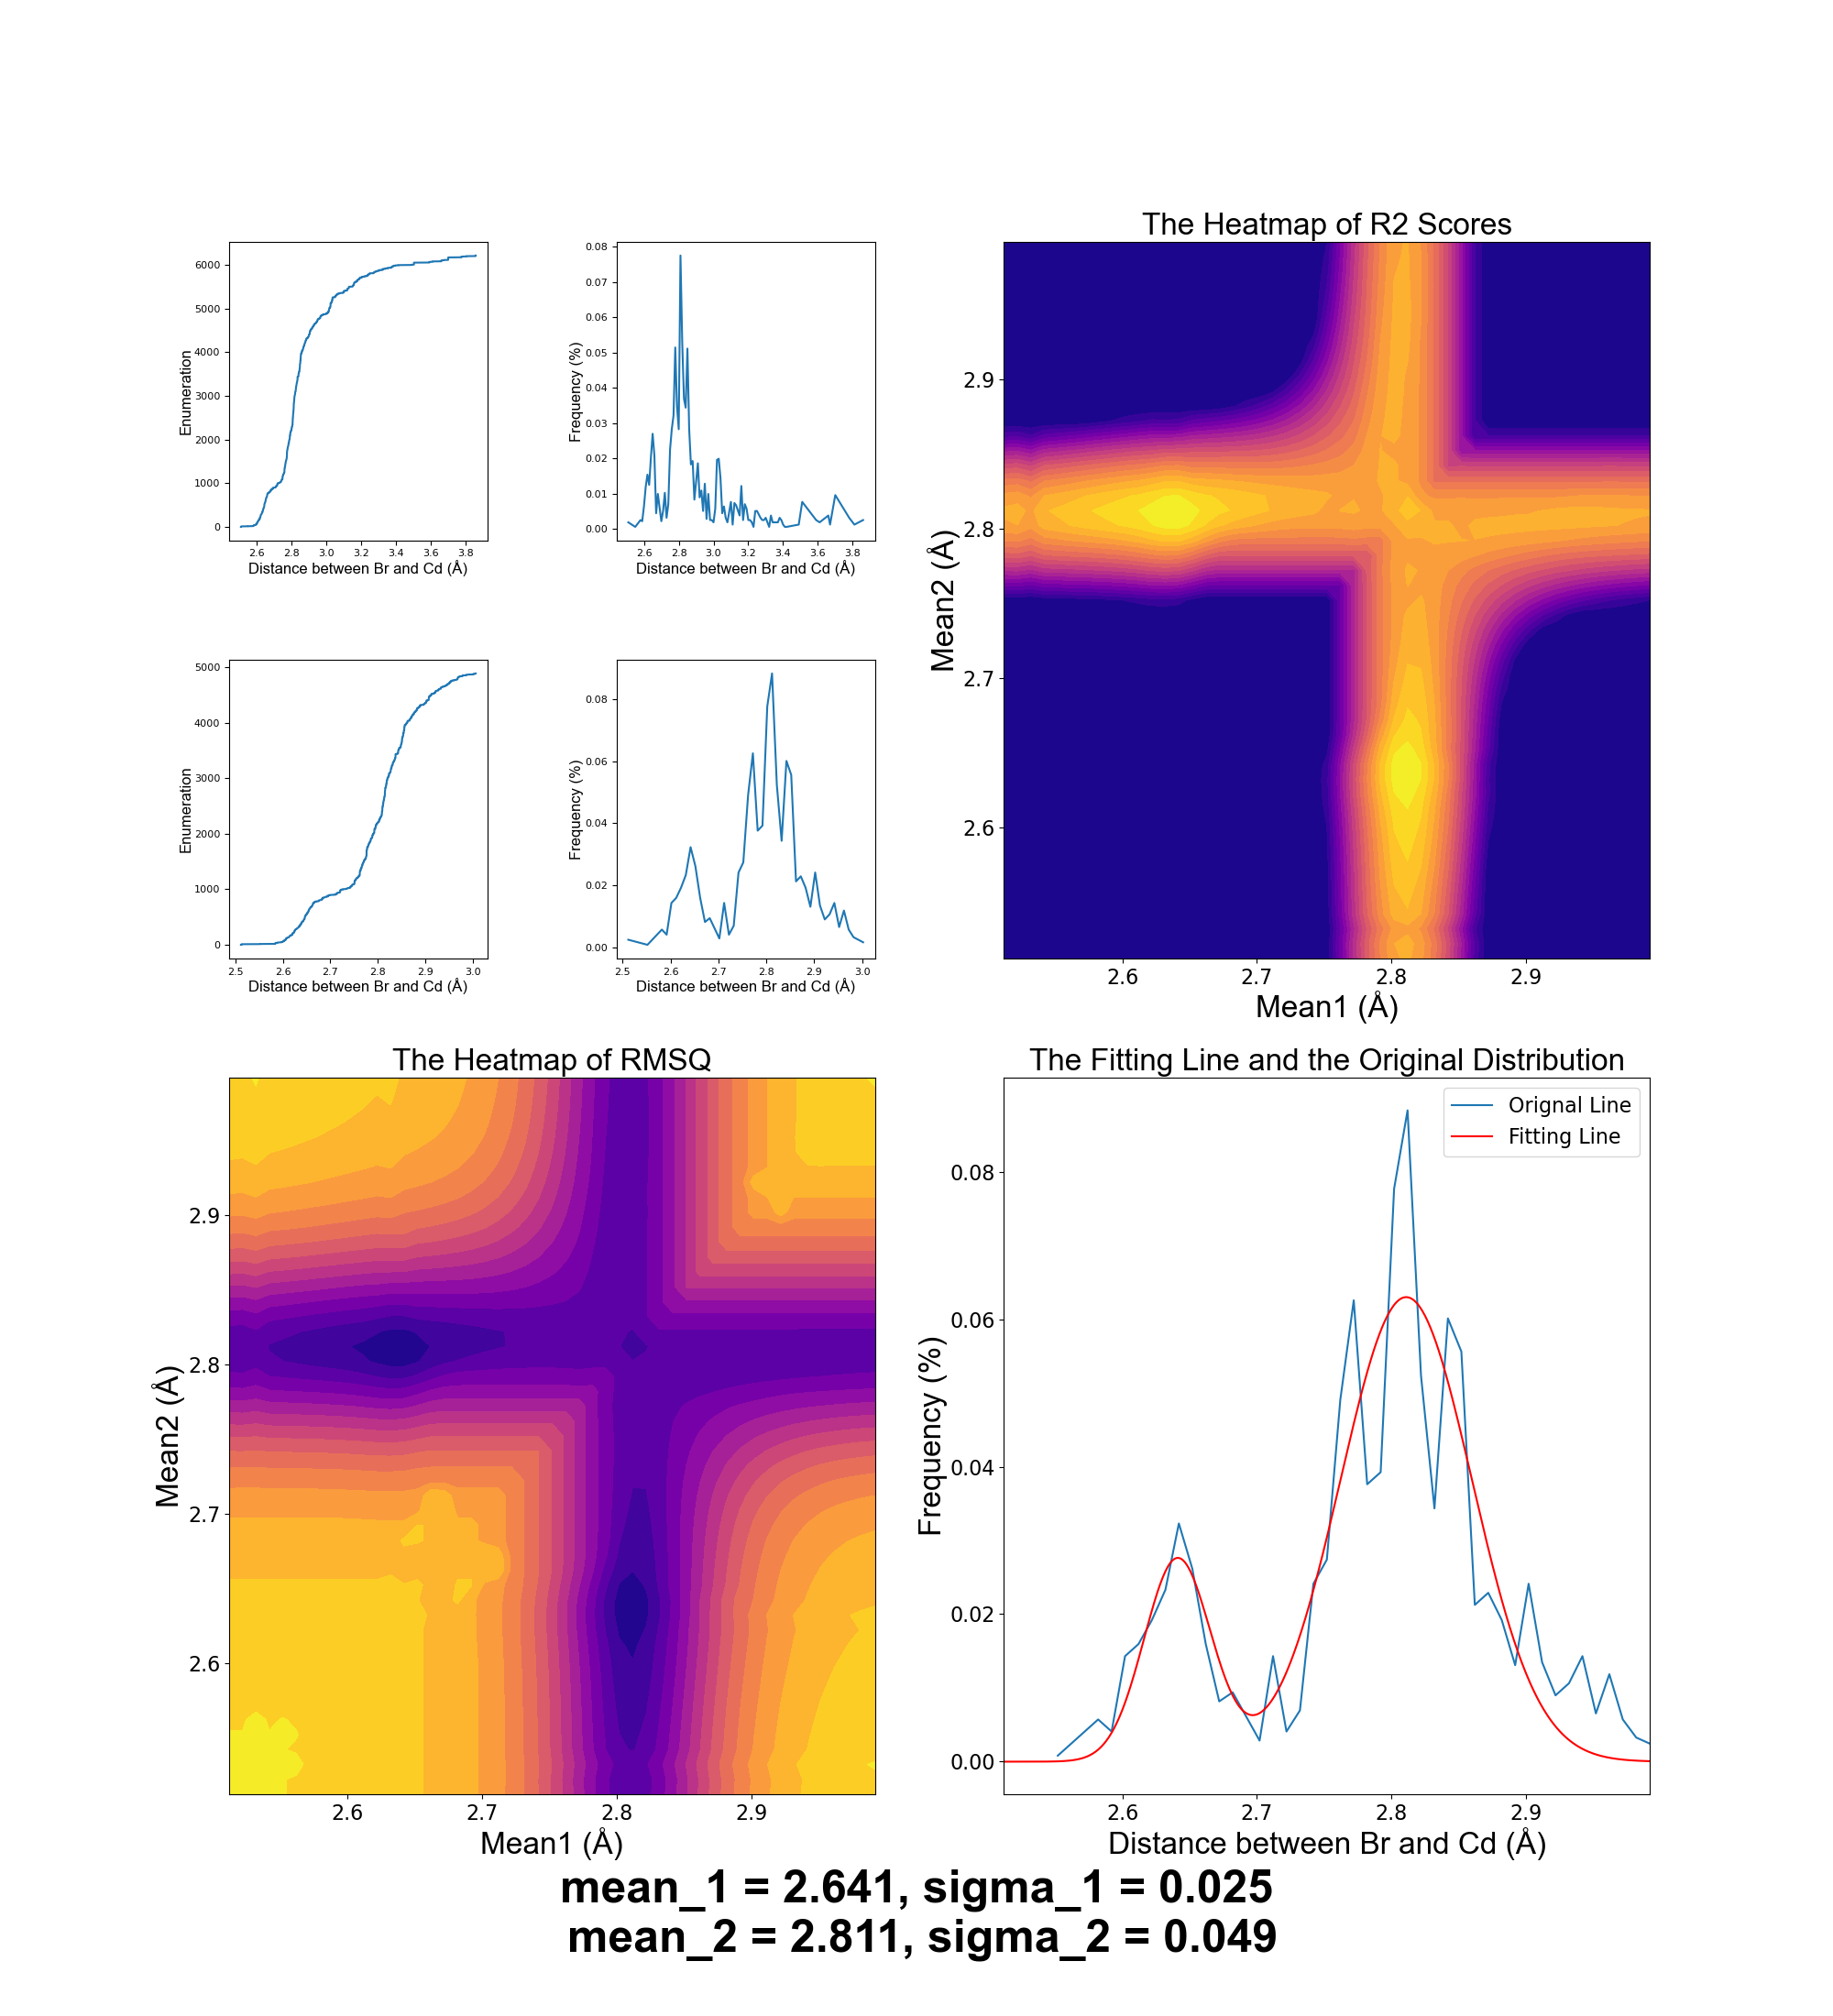 The Heatmap of R2 Scores
6000
5000
4000
3000
2000
1000
0
Enumeration
2.6 2.8 3.0 3.2 3.4 3.6 3.8
Distance between Br and Cd (Å)
0.08
0.07
0.06
0.05
0.04
0.03
0.02
0.01
0.00
Frequency (%)
2.6 2.8 3.0 3.2 3.4 3.6 3.8
Distance between Br and Cd (Å)
2.9
2.8
2.7
2.6
Mean2 (Å)
2.6 2.7 2.8 2.9
Mean1 (Å)
5000
4000
3000
2000
1000
0
Enumeration
2.5 2.6 2.7 2.8 2.9 3.0
Distance between Br and Cd (Å)
0.08
0.06
0.04
0.02
0.00
Frequency (%)
2.5 2.6 2.7 2.8 2.9 3.0
Distance between Br and Cd (Å)
The Heatmap of RMSQ
2.9
2.8
2.7
2.6
Mean2 (Å)
2.6 2.7 2.8 2.9
Mean1 (Å)
The Fitting Line and the Original Distribution
Orignal Line
Fitting Line
0.08
0.06
0.04
0.02
0.00
Frequency (%)
2.6 2.7 2.8 2.9
Distance between Br and Cd (Å)
mean_1 = 2.641, sigma_1 = 0.025
mean_2 = 2.811, sigma_2 = 0.049